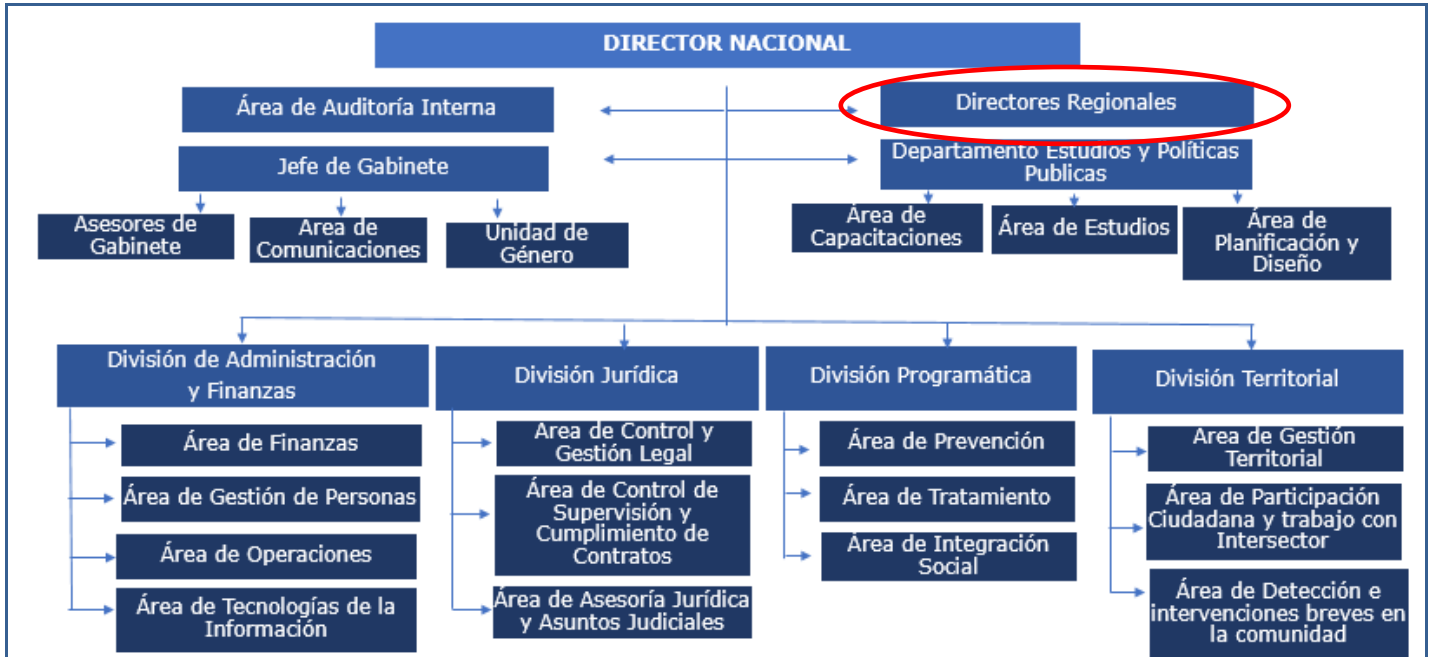 DIRECTOR NACIONAL
Área de Auditoría Interna
Directores Regionales
Jefe de Gabinete
Departamento Estudios y Políticas
Publicas
Asesores de
Gabinete
Area de
Comunicaciones
Unidad de
Género
Área de
Capacitaciones
Área de Estudios
Área de
Planificación y
Diseño
División de Administración
y Finanzas
Área de Finanzas
Área de Gestión de Personas
Área de Operaciones
Área de Tecnologías de la
Información
División Jurídica
Area de Control y
Gestión Legal
Área de Control de
Supervisión y
Cumplimiento de
Contratos
Área de Asesoría Jurídica
y Asuntos Judiciales
División Programática
Área de Prevención
Área de Tratamiento
Área de Integración
Social
División Territorial
Area de Gestión
Territorial
Área de Participación
Ciudadana y trabajo con
Intersector
Área de Detección e
intervenciones breves en
la comunidad